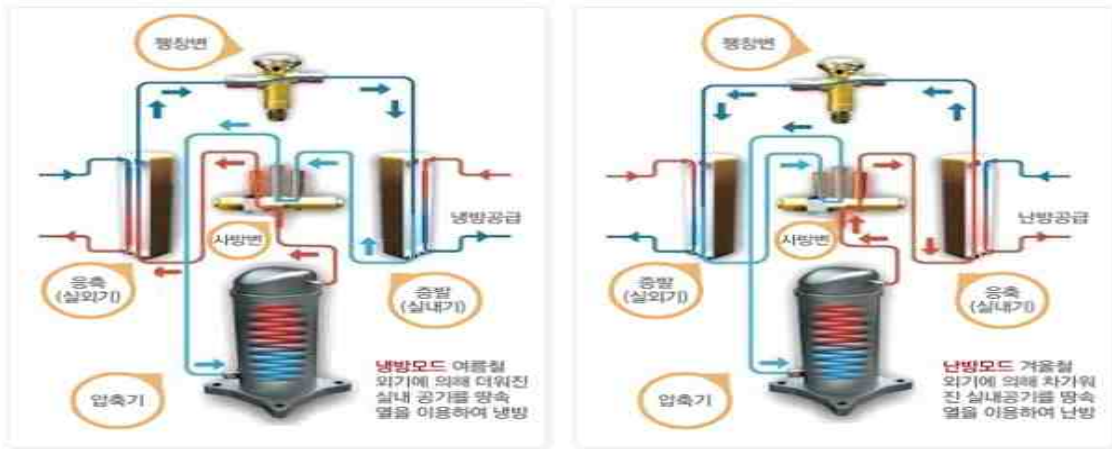 팽창변
냉방공급
사방변
응축
(실외기)
증발
(실내기)
압축기
냉방모드 여름철
외기에 의해 더워진
실내 공기를 땅속
열을 이용하여 냉방
팽창변
난방공급
사방변
증발
(실외기)
응축
(실내기)
압축기
난방모드 겨울철
외기에 의해 차가워
진 실내공기를 땅속
열을 이용하여 난방